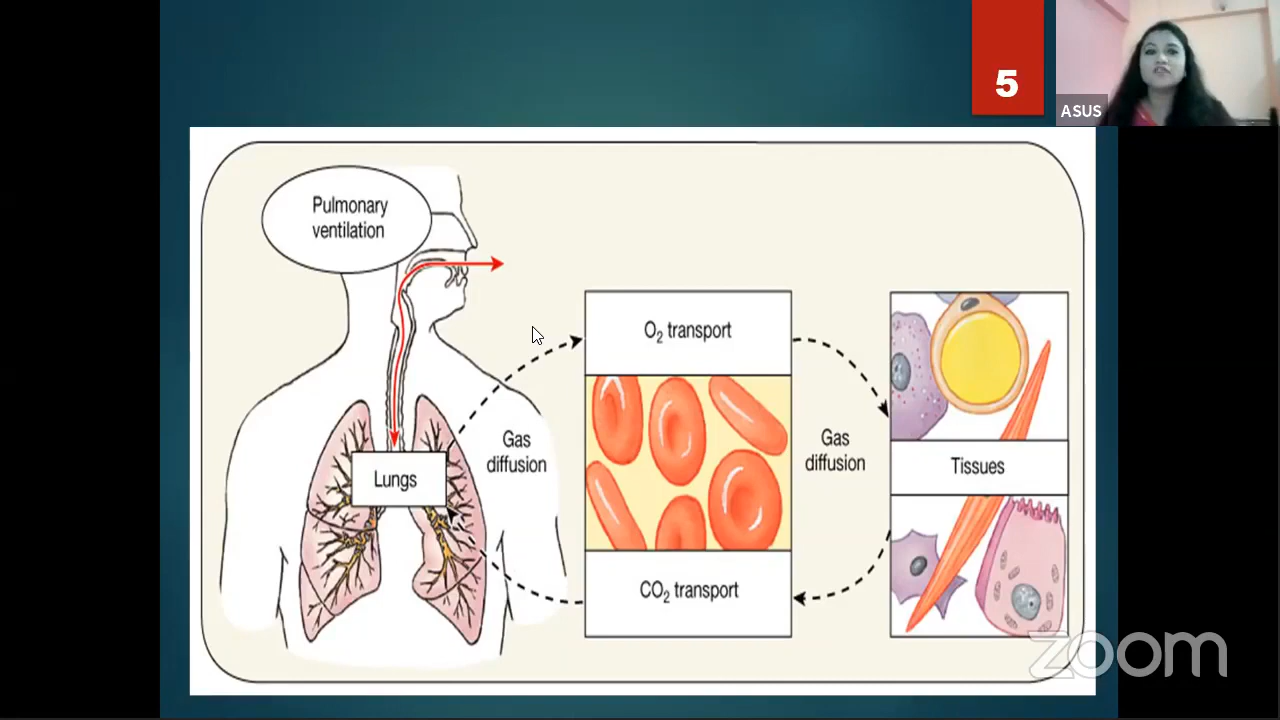 5
ASUS
Pulmonary
ventilation
O₂ transport
Gas
diffusion
Gas
diffusion
Lungs
Tissues
CO₂ transport
zoom